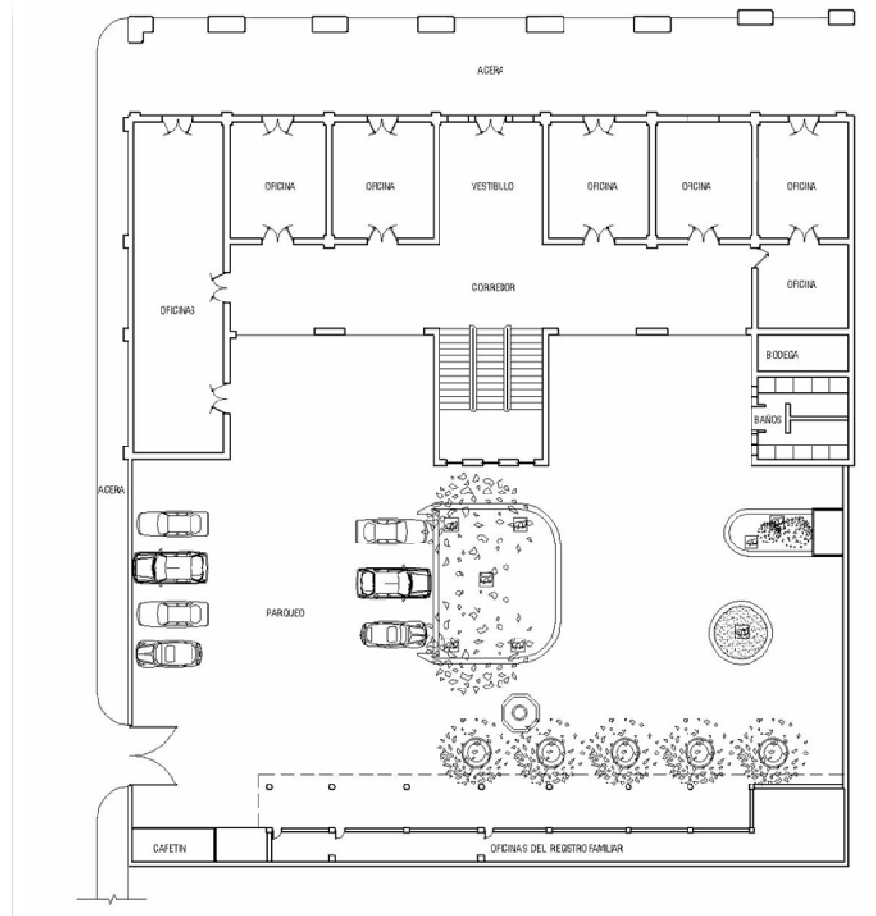 ACERA
OFICINA
OFICINA
VESTIBULO
OFICINA
OFICINA
OFICINA
OFICINAS
CORREDOR
OFICINA
BODEGA
BAÑOS
ACERA
PARQUEO
CAFETIN
OFICINAS DEL REGISTRO FAMILIAR